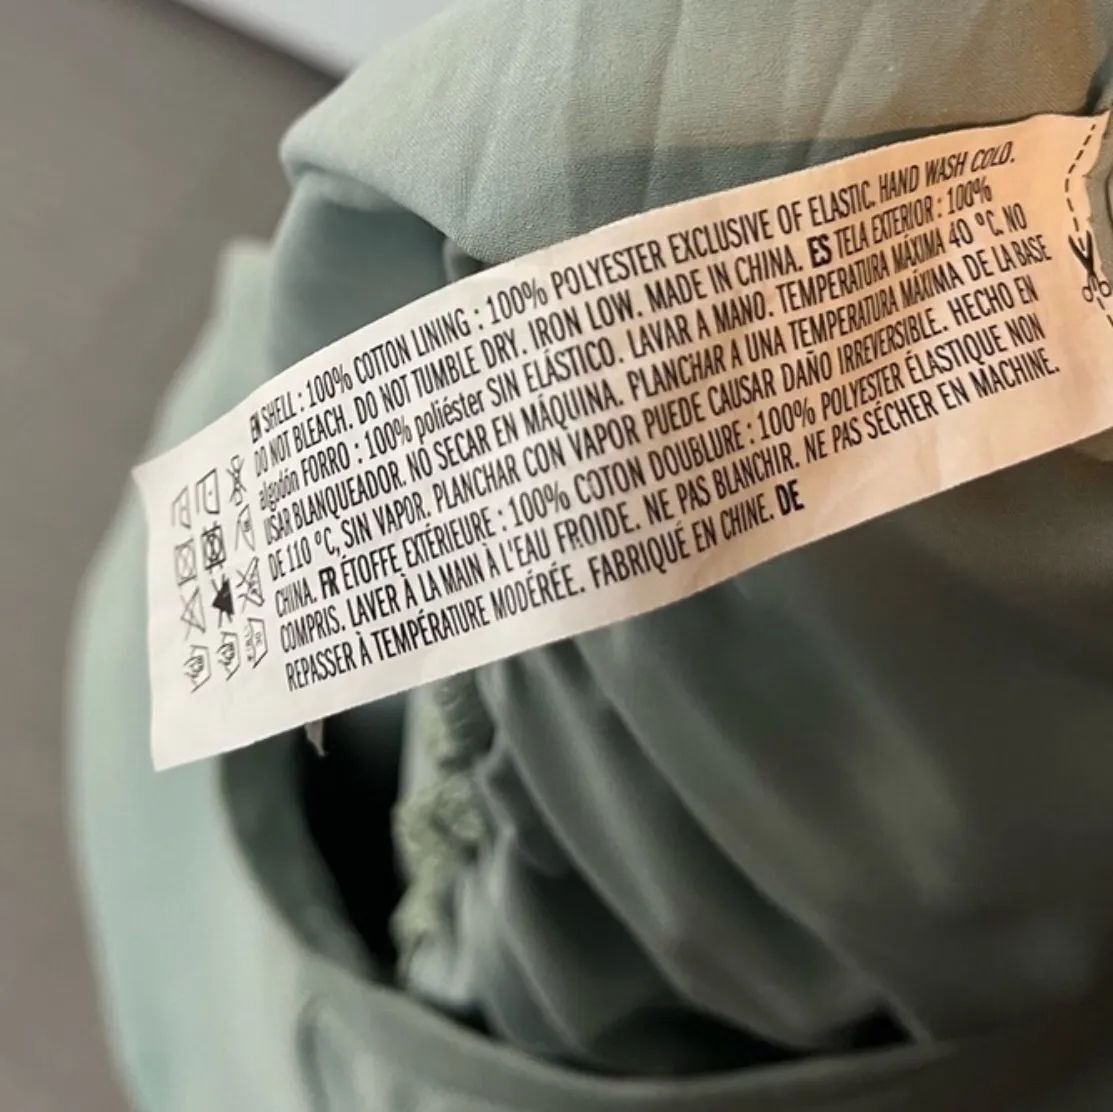 EN SHELL : 100% COTTON LINING : 100% POLYESTER EXCLUSIVE OF ELASTIC. HAND WASH COLD.
DO NOT BLEACH. DO NOT TUMBLE DRY. IRON LOW. MADE IN CHINA. ES TELA EXTERIOR : 100%
algodón FORRO : 100% poliéster SIN ELÁSTICO. LAVAR A MANO. TEMPERATURA MÁXIMA 40 °C. NO
USAR BLANQUEADOR. NO SECAR EN MÁQUINA. PLANCHAR A UNA TEMPERATURA MÁXIMA DE LA BASE
DE 110 °C, SIN VAPOR. PLANCHAR CON VAPOR PUEDE CAUSAR DAÑO IRREVERSIBLE. HECHO EN
CHINA. FR ÉTOFFE EXTÉRIEURE : 100% COTON DOUBLURE : 100% POLYESTER ÉLASTIQUE NON
COMPRIS. LAVER À LA MAIN À L'EAU FROIDE. NE PAS BLANCHIR. NE PAS SÉCHER EN MACHINE.
REPASSER À TEMPÉRATURE MODÉRÉE. FABRIQUÉ EN CHINE. DE